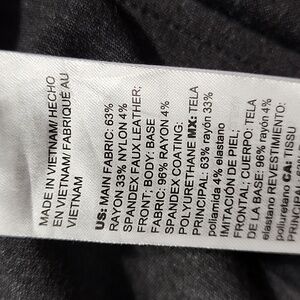 MADE IN VIETNAM/ HECHO
EN VIETNAM/ FABRIQUÉ AU
VIETNAM
US: MAIN FABRIC: 63%
RAYON 33% NYLON 4%
SPANDEX FAUX LEATHER:
FRONT; BODY: BASE
FABRIC: 96% RAYON 4%
SPANDEX COATING:
POLYURETHANE MX: TELA
PRINCIPAL: 63% rayón 33%
poliamida 4% elastano
IMITACIÓN DE PIEL;
FRONTAL; CUERPO: TELA
DE LA BASE: 96% rayón 4%
elastano REVESTIMIENTO:
poliuretano CA: TISSU